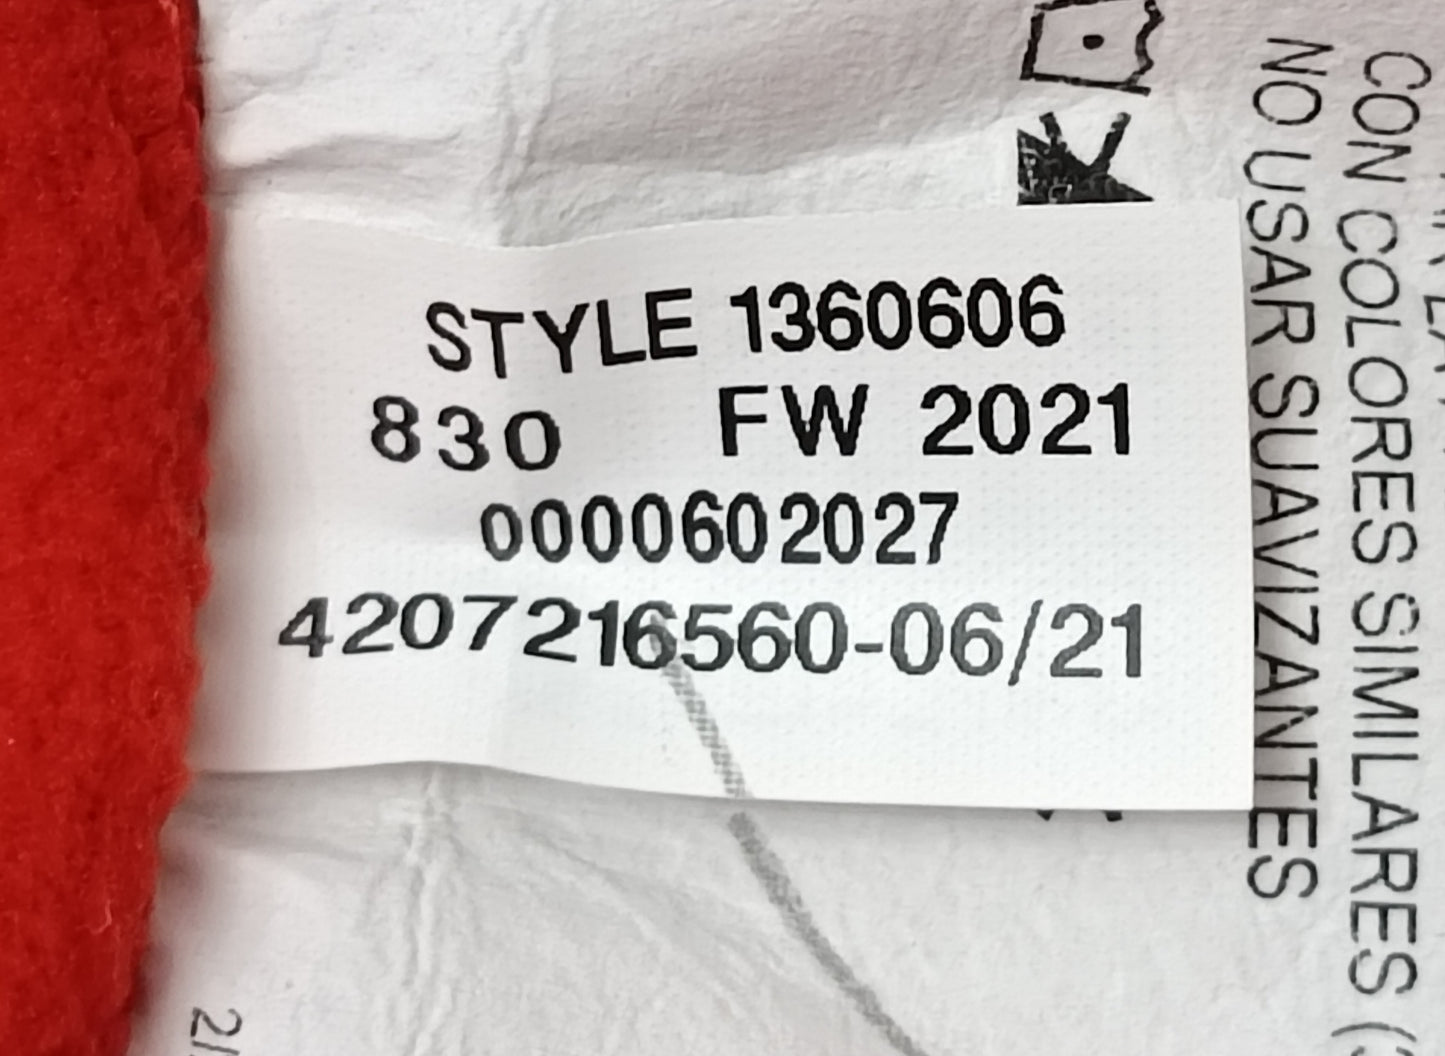 STYLE 1360606
830 FW 2021
0000602027
4207216560-06/21
CON COLORES SIMILARES
NO USAR SUAVIZANTES